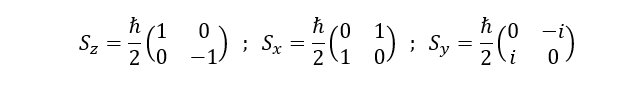 S_z = ℏ/2 (1 0; 0 −1) ; S_x = ℏ/2 (0 1; 1 0) ; S_y = ℏ/2 (0 −i; i 0)